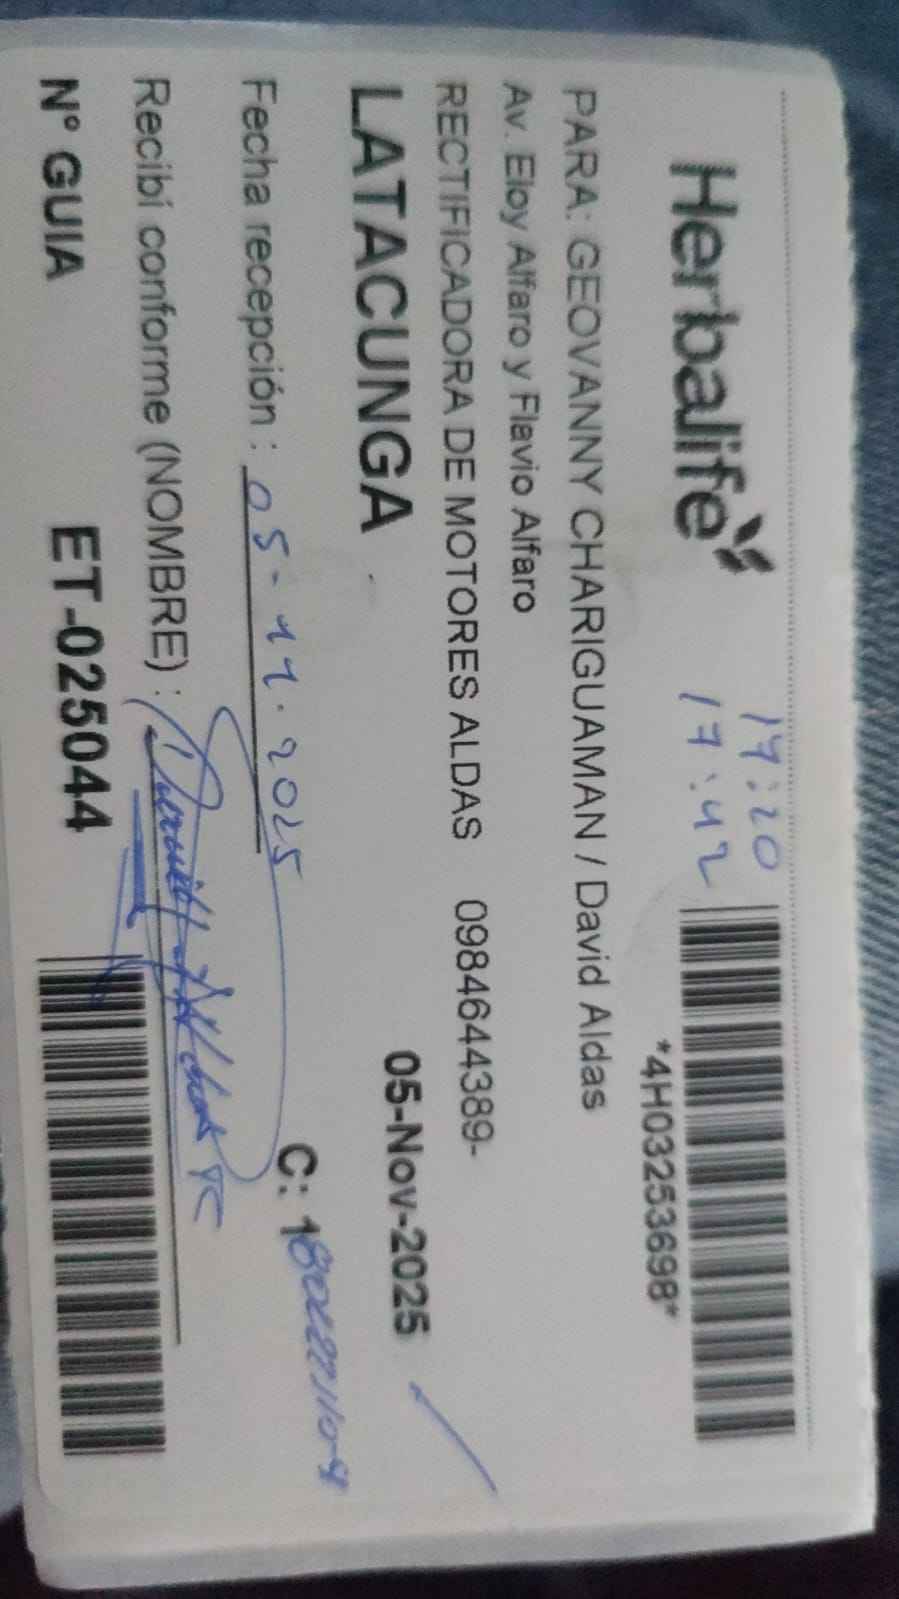 Herbalife
17:20
17:42
*4H03253698*
PARA: GEOVANNY CHARIGUAMAN / David Aldas
Av. Eloy Alfaro y Flavio Alfaro
RECTIFICADORA DE MOTORES ALDAS 0984644389-
LATACUNGA 05-Nov-2025
Fecha recepción : 05-11-2025 C:
Recibí conforme (NOMBRE) :
N° GUIA ET-025044